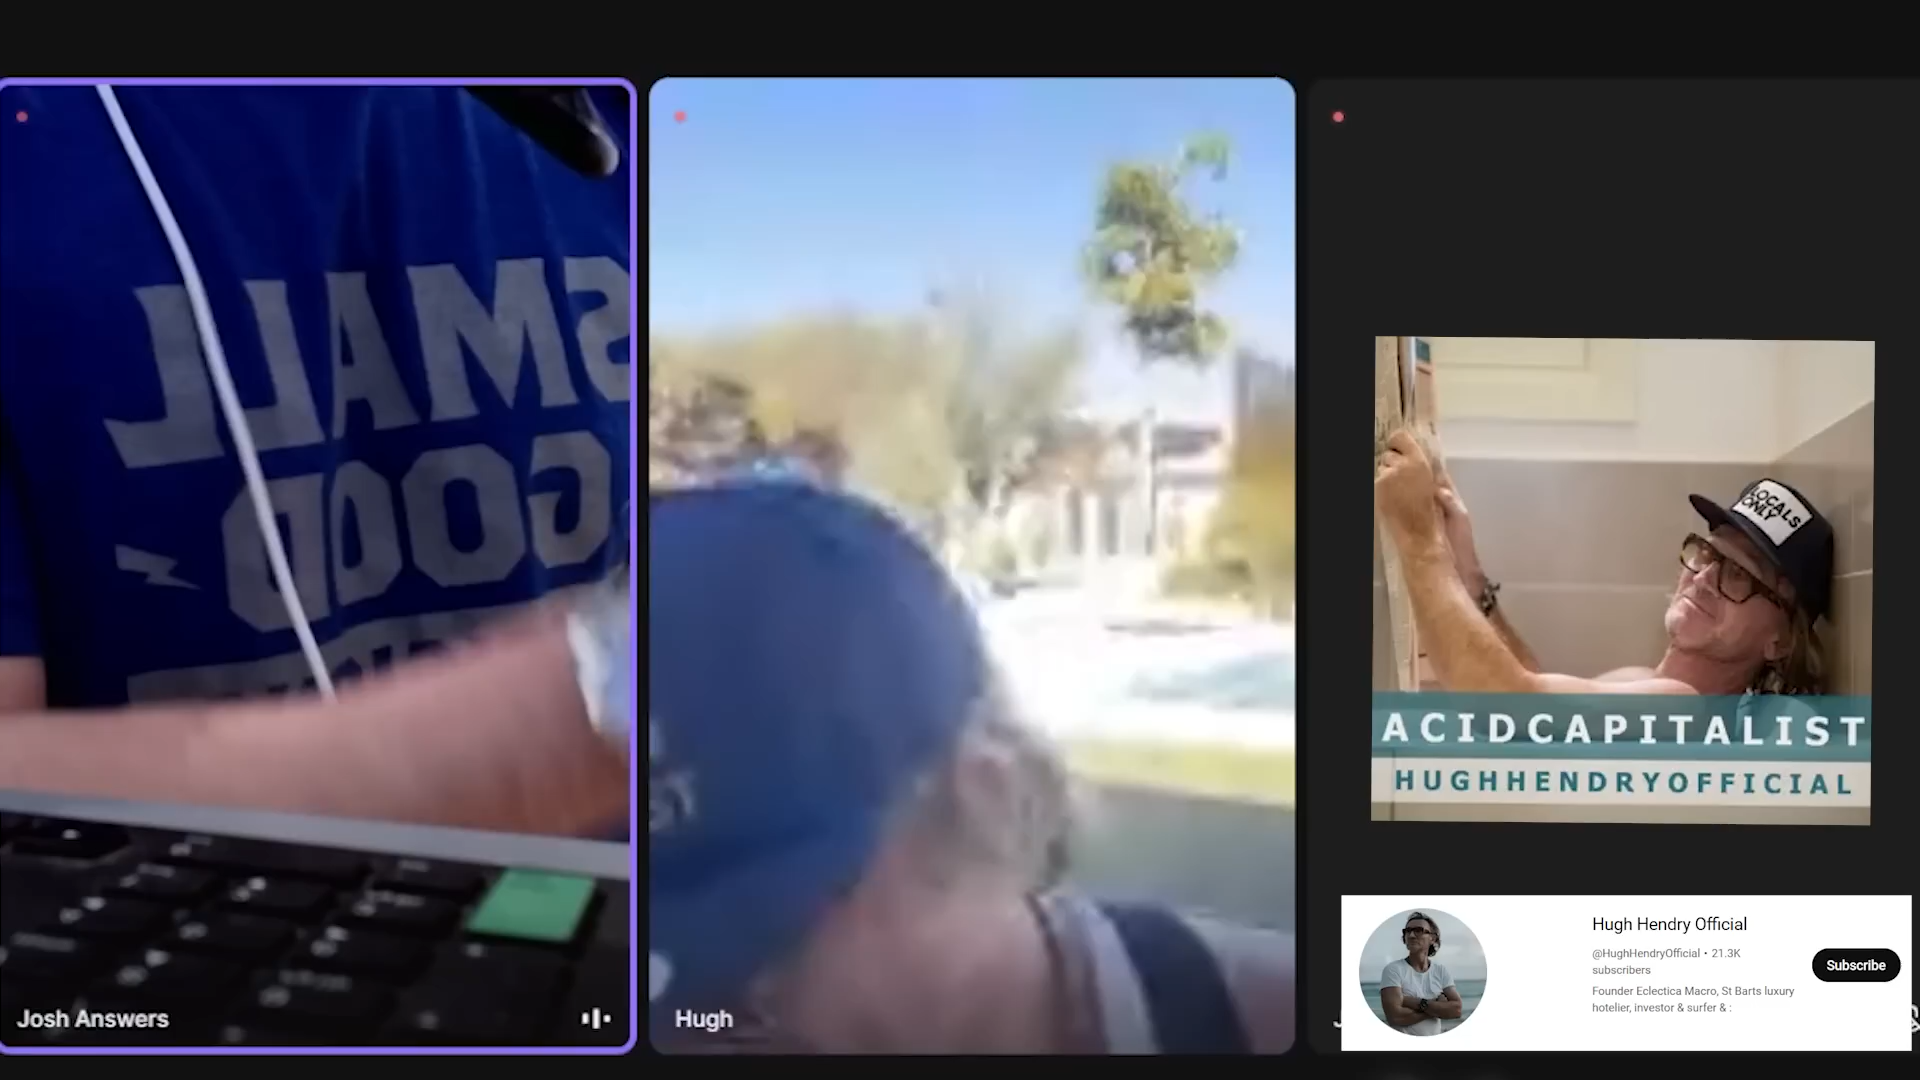 SMALL
GOOD
Josh Answers
ST
Hugh
LOCALS
ONLY
ACIDCAPITALIST
HUGHHENDRYOFFICIAL
Hugh Hendry Official
@HughHendryOfficial • 21.3K
subscribers
Subscribe
Founder Eclectica Macro, St Barts luxury
hotelier, investor & surfer & :